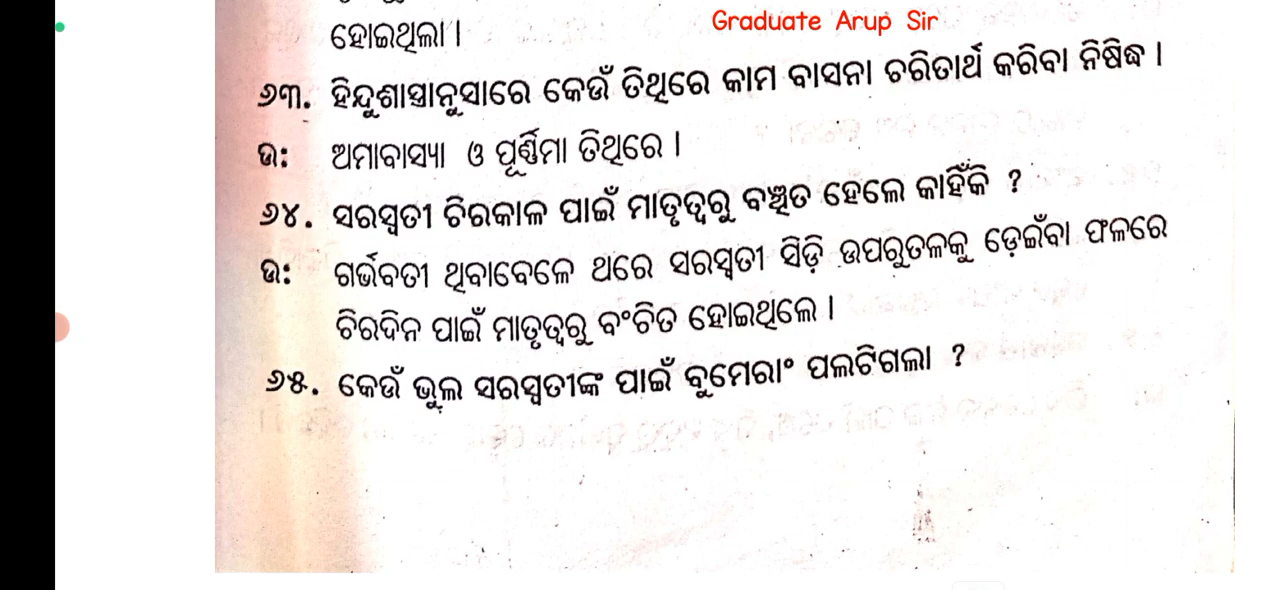 ହୋଇଥିଲା ।
Graduate Arup Sir
୬୩. ହିନ୍ଦୁଶାସ୍ତ୍ରାନୁସାରେ କେଉଁ ତିଥିରେ କାମ ବାସନା ଚରିତାର୍ଥ କରିବା ନିଷିଦ୍ଧ ।
ଉ: ଅମାବାସ୍ୟା ଓ ପୂର୍ଣ୍ଣିମା ତିଥିରେ ।
୬୪. ସରସ୍ୱତୀ ଚିରକାଳ ପାଇଁ ମାତୃତ୍ୱରୁ ବଞ୍ଚିତ ହେଲେ କାହିଁକି ?
ଉ: ଗର୍ଭବତୀ ଥିବାବେଳେ ଥରେ ସରସ୍ୱତୀ ସିଡ଼ି ଉପରୁତଳକୁ ଡ଼େଇଁବା ଫଳରେ
ଚିରଦିନ ପାଇଁ ମାତୃତ୍ୱରୁ ବଂଚିତ ହୋଇଥିଲେ ।
୬୫. କେଉଁ ଭୁଲ ସରସ୍ୱତୀଙ୍କ ପାଇଁ ବୁମେରାଂ ପଲଟିଗଲା ?